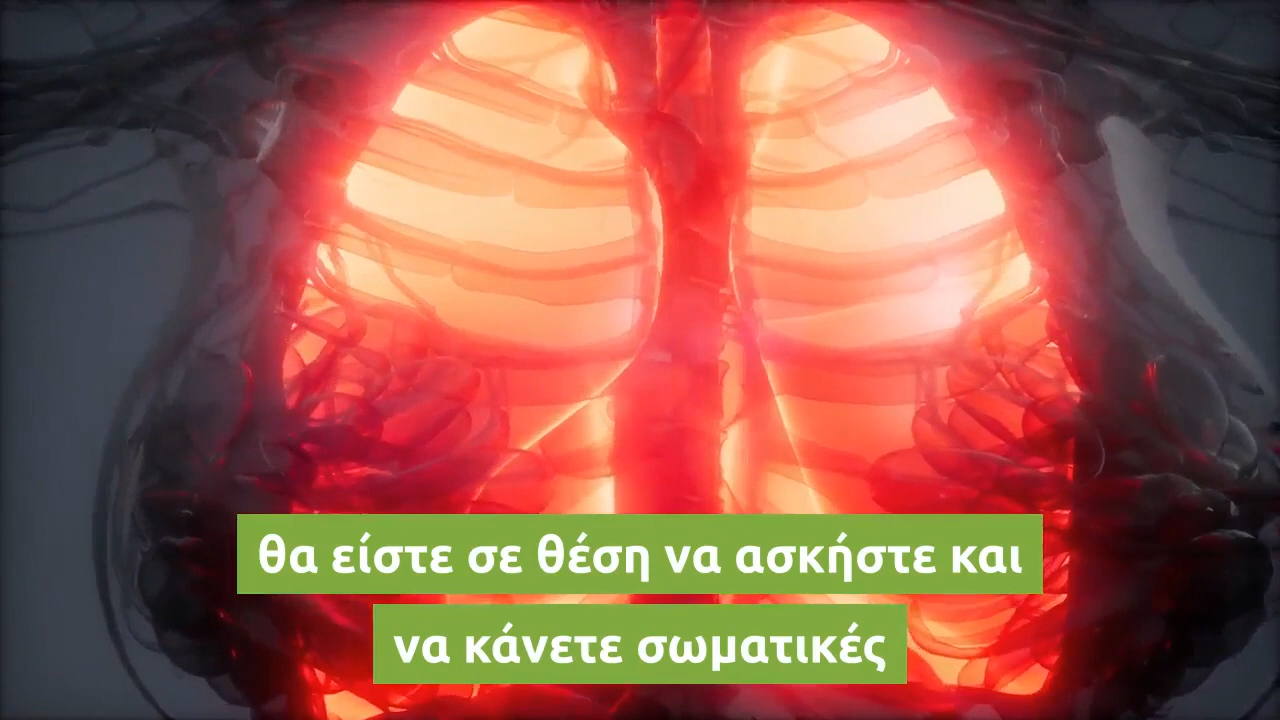 θα είστε σε θέση να ασκήστε και
να κάνετε σωματικές